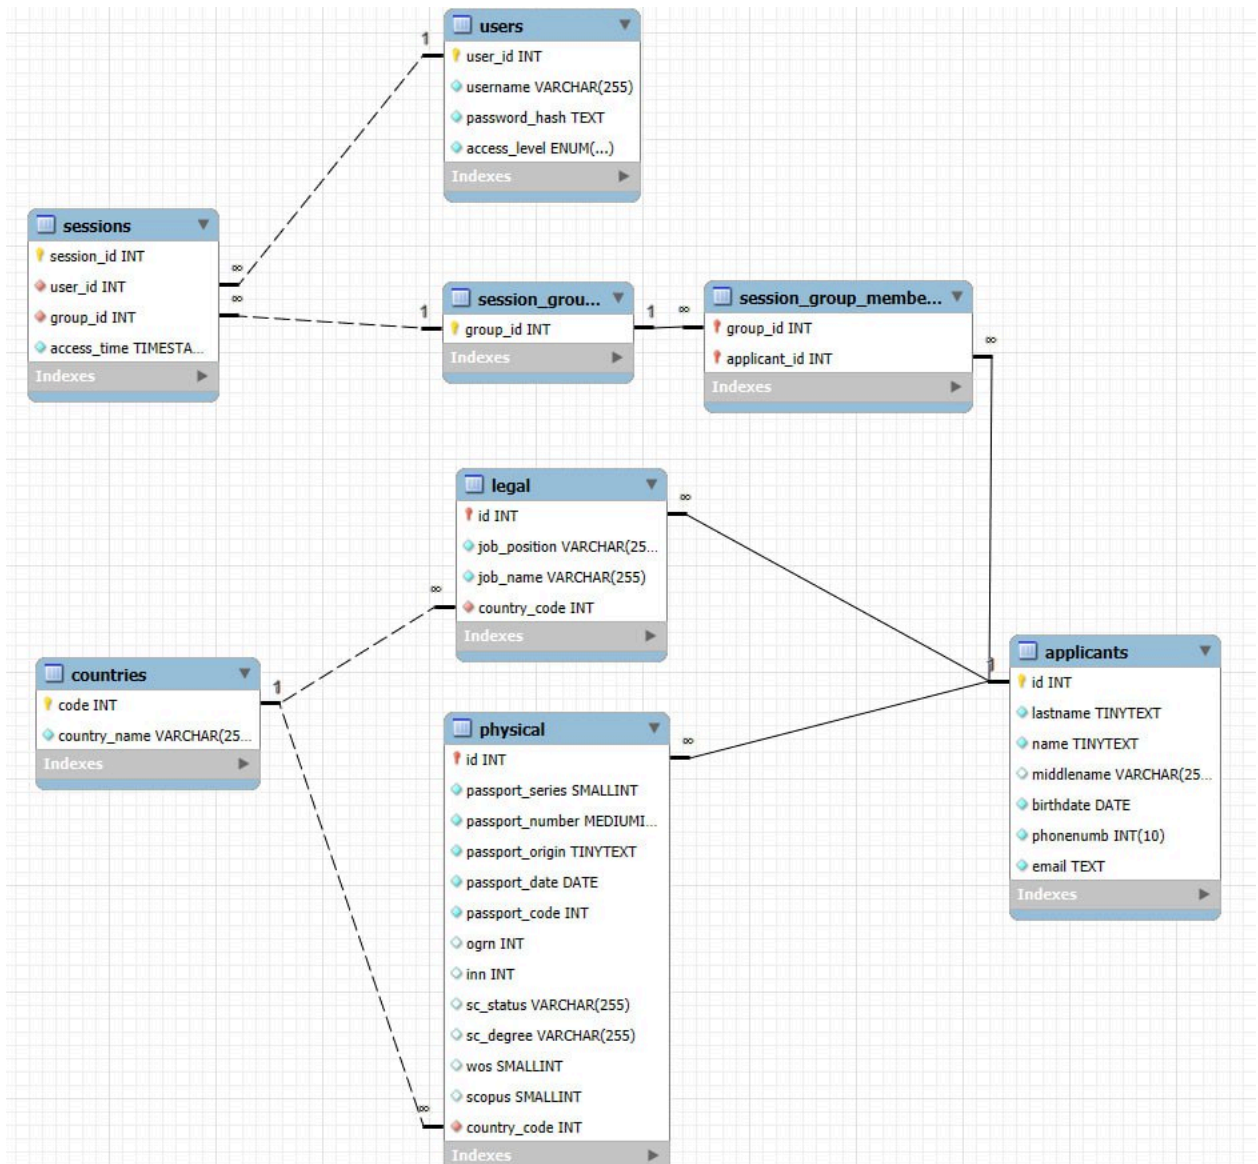 users
1
user_id INT
username VARCHAR(255)
password_hash TEXT
access_level ENUM(...)
Indexes
sessions
session_id INT
∞
user_id INT
∞
group_id INT
access_time TIMESTA...
Indexes
1
session_grou...
group_id INT
Indexes
1
∞
session_group_membe...
group_id INT
applicant_id INT
Indexes
∞
legal
∞
id INT
job_position VARCHAR(25...
job_name VARCHAR(255)
∞
country_code INT
Indexes
countries
1
code INT
country_name VARCHAR(25...
Indexes
physical
∞
id INT
passport_series SMALLINT
passport_number MEDIUMI...
passport_origin TINYTEXT
passport_date DATE
passport_code INT
ogrn INT
inn INT
sc_status VARCHAR(255)
sc_degree VARCHAR(255)
wos SMALLINT
scopus SMALLINT
∞
country_code INT
Indexes
applicants
1
id INT
lastname TINYTEXT
name TINYTEXT
middlename VARCHAR(25...
birthdate DATE
phonenumb INT(10)
email TEXT
Indexes